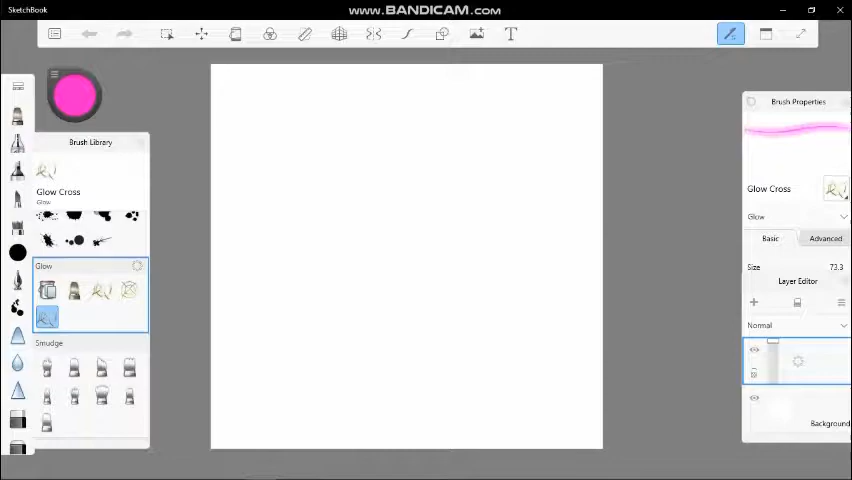 SketchBook
www.BANDICAM.com
T
Brush Library
Glow Cross
Glow
Glow
Smudge
Brush Properties
Glow Cross
Glow
Basic Advanced
Size 73.3
Layer Editor
Normal
Background